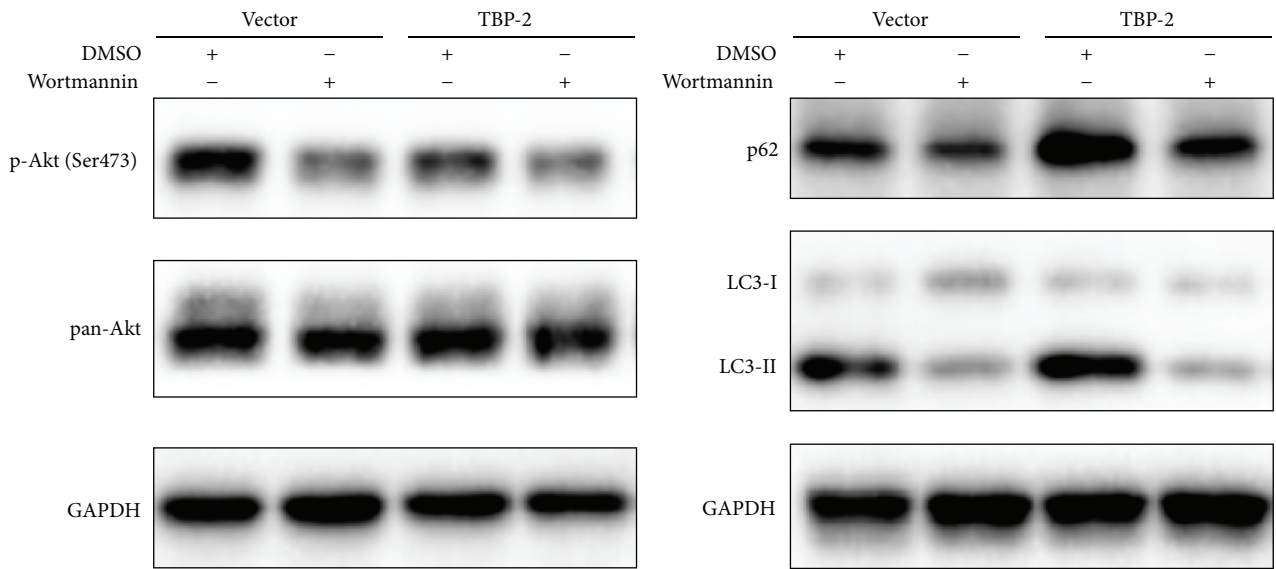 Vector TBP-2
DMSO + − + −
Wortmannin − + − +
p-Akt (Ser473)
pan-Akt
GAPDH
Vector TBP-2
DMSO + − + −
Wortmannin − + − +
p62
LC3-I
LC3-II
GAPDH